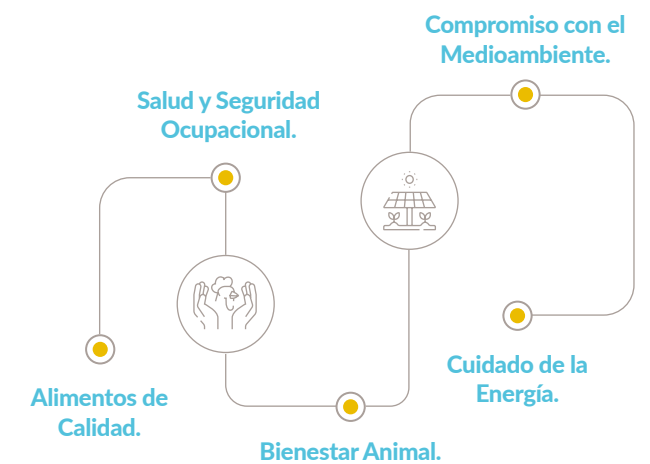 Compromiso con el
Medioambiente.
Salud y Seguridad
Ocupacional.
Cuidado de la
Energía.
Alimentos de
Calidad.
Bienestar Animal.